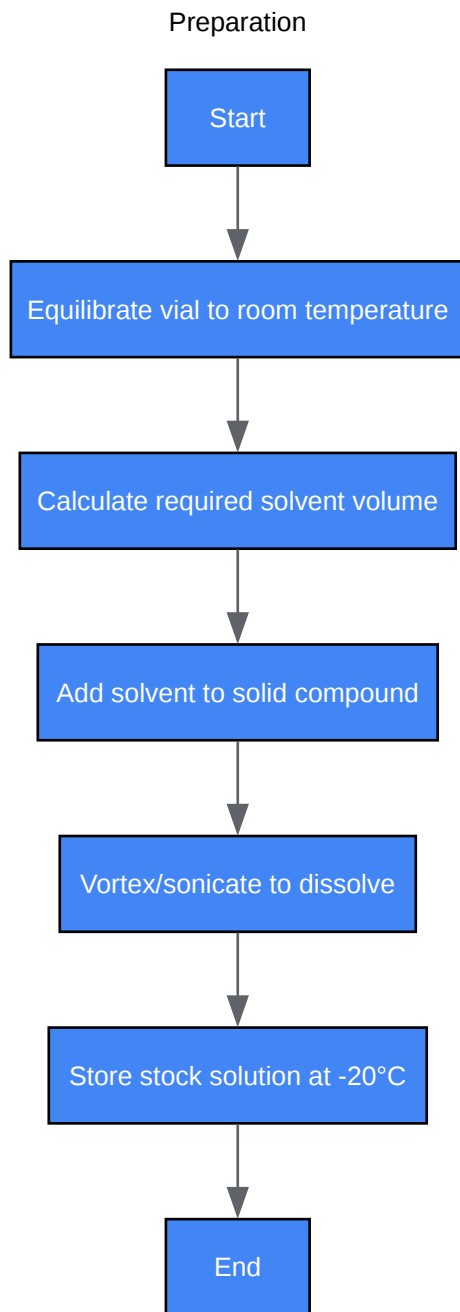 Preparation
Start
Equilibrate vial to room temperature
Calculate required solvent volume
Add solvent to solid compound
Vortex/sonicate to dissolve
Store stock solution at -20°C
End